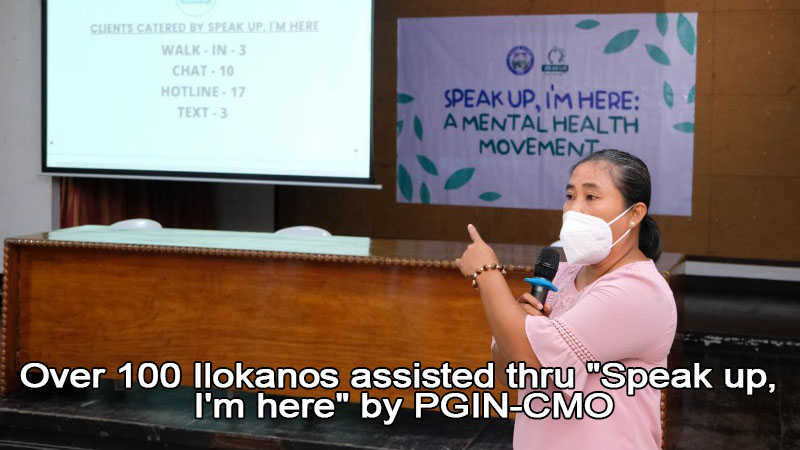 CLIENTS CATERED BY SPEAK UP, I'M HERE
WALK - IN - 3
CHAT - 10
HOTLINE - 17
TEXT - 3
SPEAK UP, I'M HERE:
A MENTAL HEALTH
MOVEMENT
Over 100 Ilokanos assisted thru "Speak up,
I'm here" by PGIN-CMO